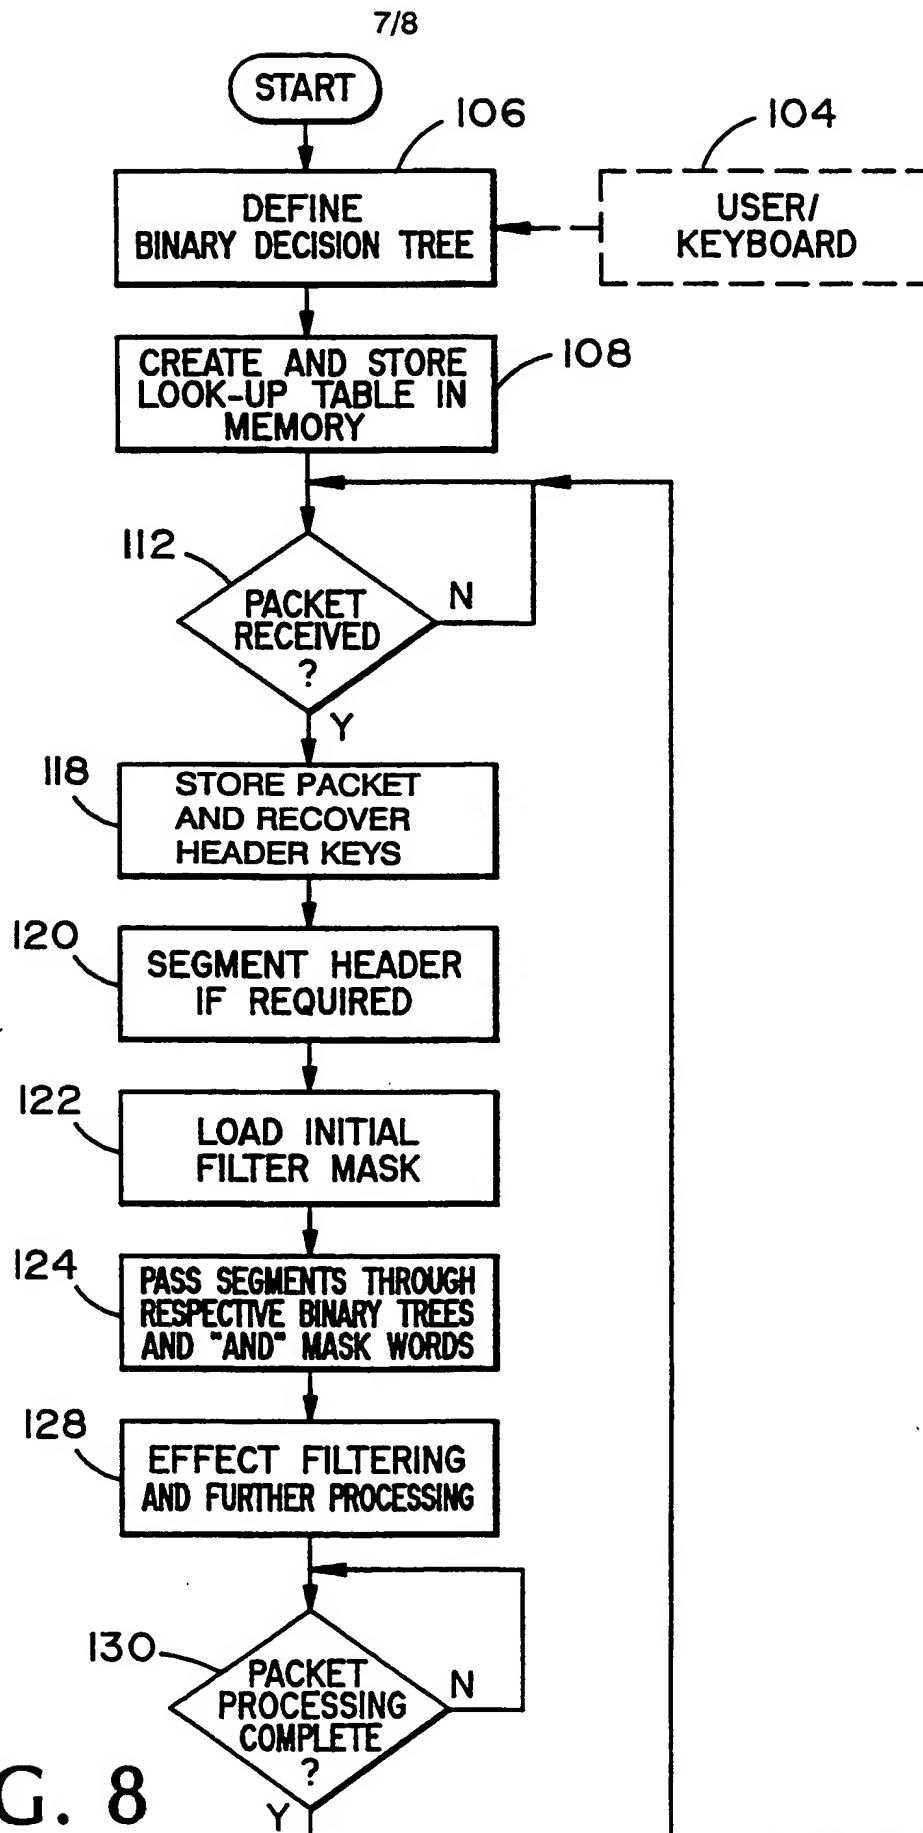 7/8
START
106
104
DEFINE
BINARY DECISION TREE
USER/
KEYBOARD
CREATE AND STORE
LOOK-UP TABLE IN
MEMORY
108
112
PACKET
RECEIVED
?
N
Y
118
STORE PACKET
AND RECOVER
HEADER KEYS
120
SEGMENT HEADER
IF REQUIRED
122
LOAD INITIAL
FILTER MASK
124
PASS SEGMENTS THROUGH
RESPECTIVE BINARY TREES
AND "AND" MASK WORDS
128
EFFECT FILTERING
AND FURTHER PROCESSING
130
PACKET
PROCESSING
COMPLETE
?
N
Y
G. 8